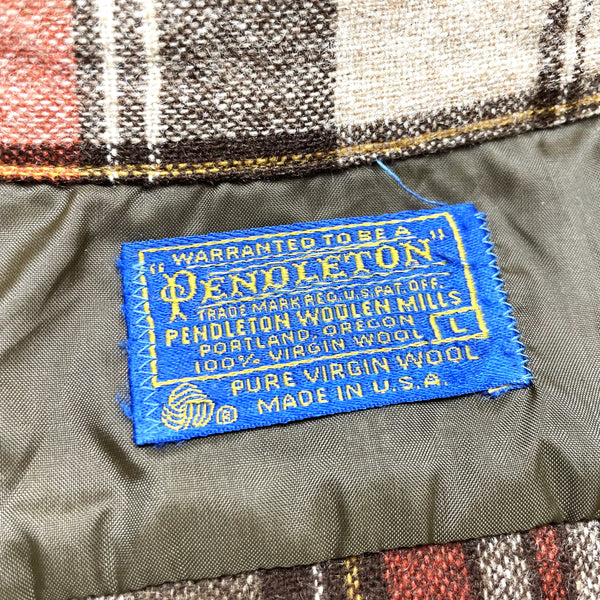 "WARRANTED TO BE A
PENDLETON"
TRADE MARK REG. U.S. PAT. OFF.
PENDLETON WOOLEN MILLS
PORTLAND, OREGON
100% VIRGIN WOOL
L
PURE VIRGIN WOOL
® MADE IN U.S.A.